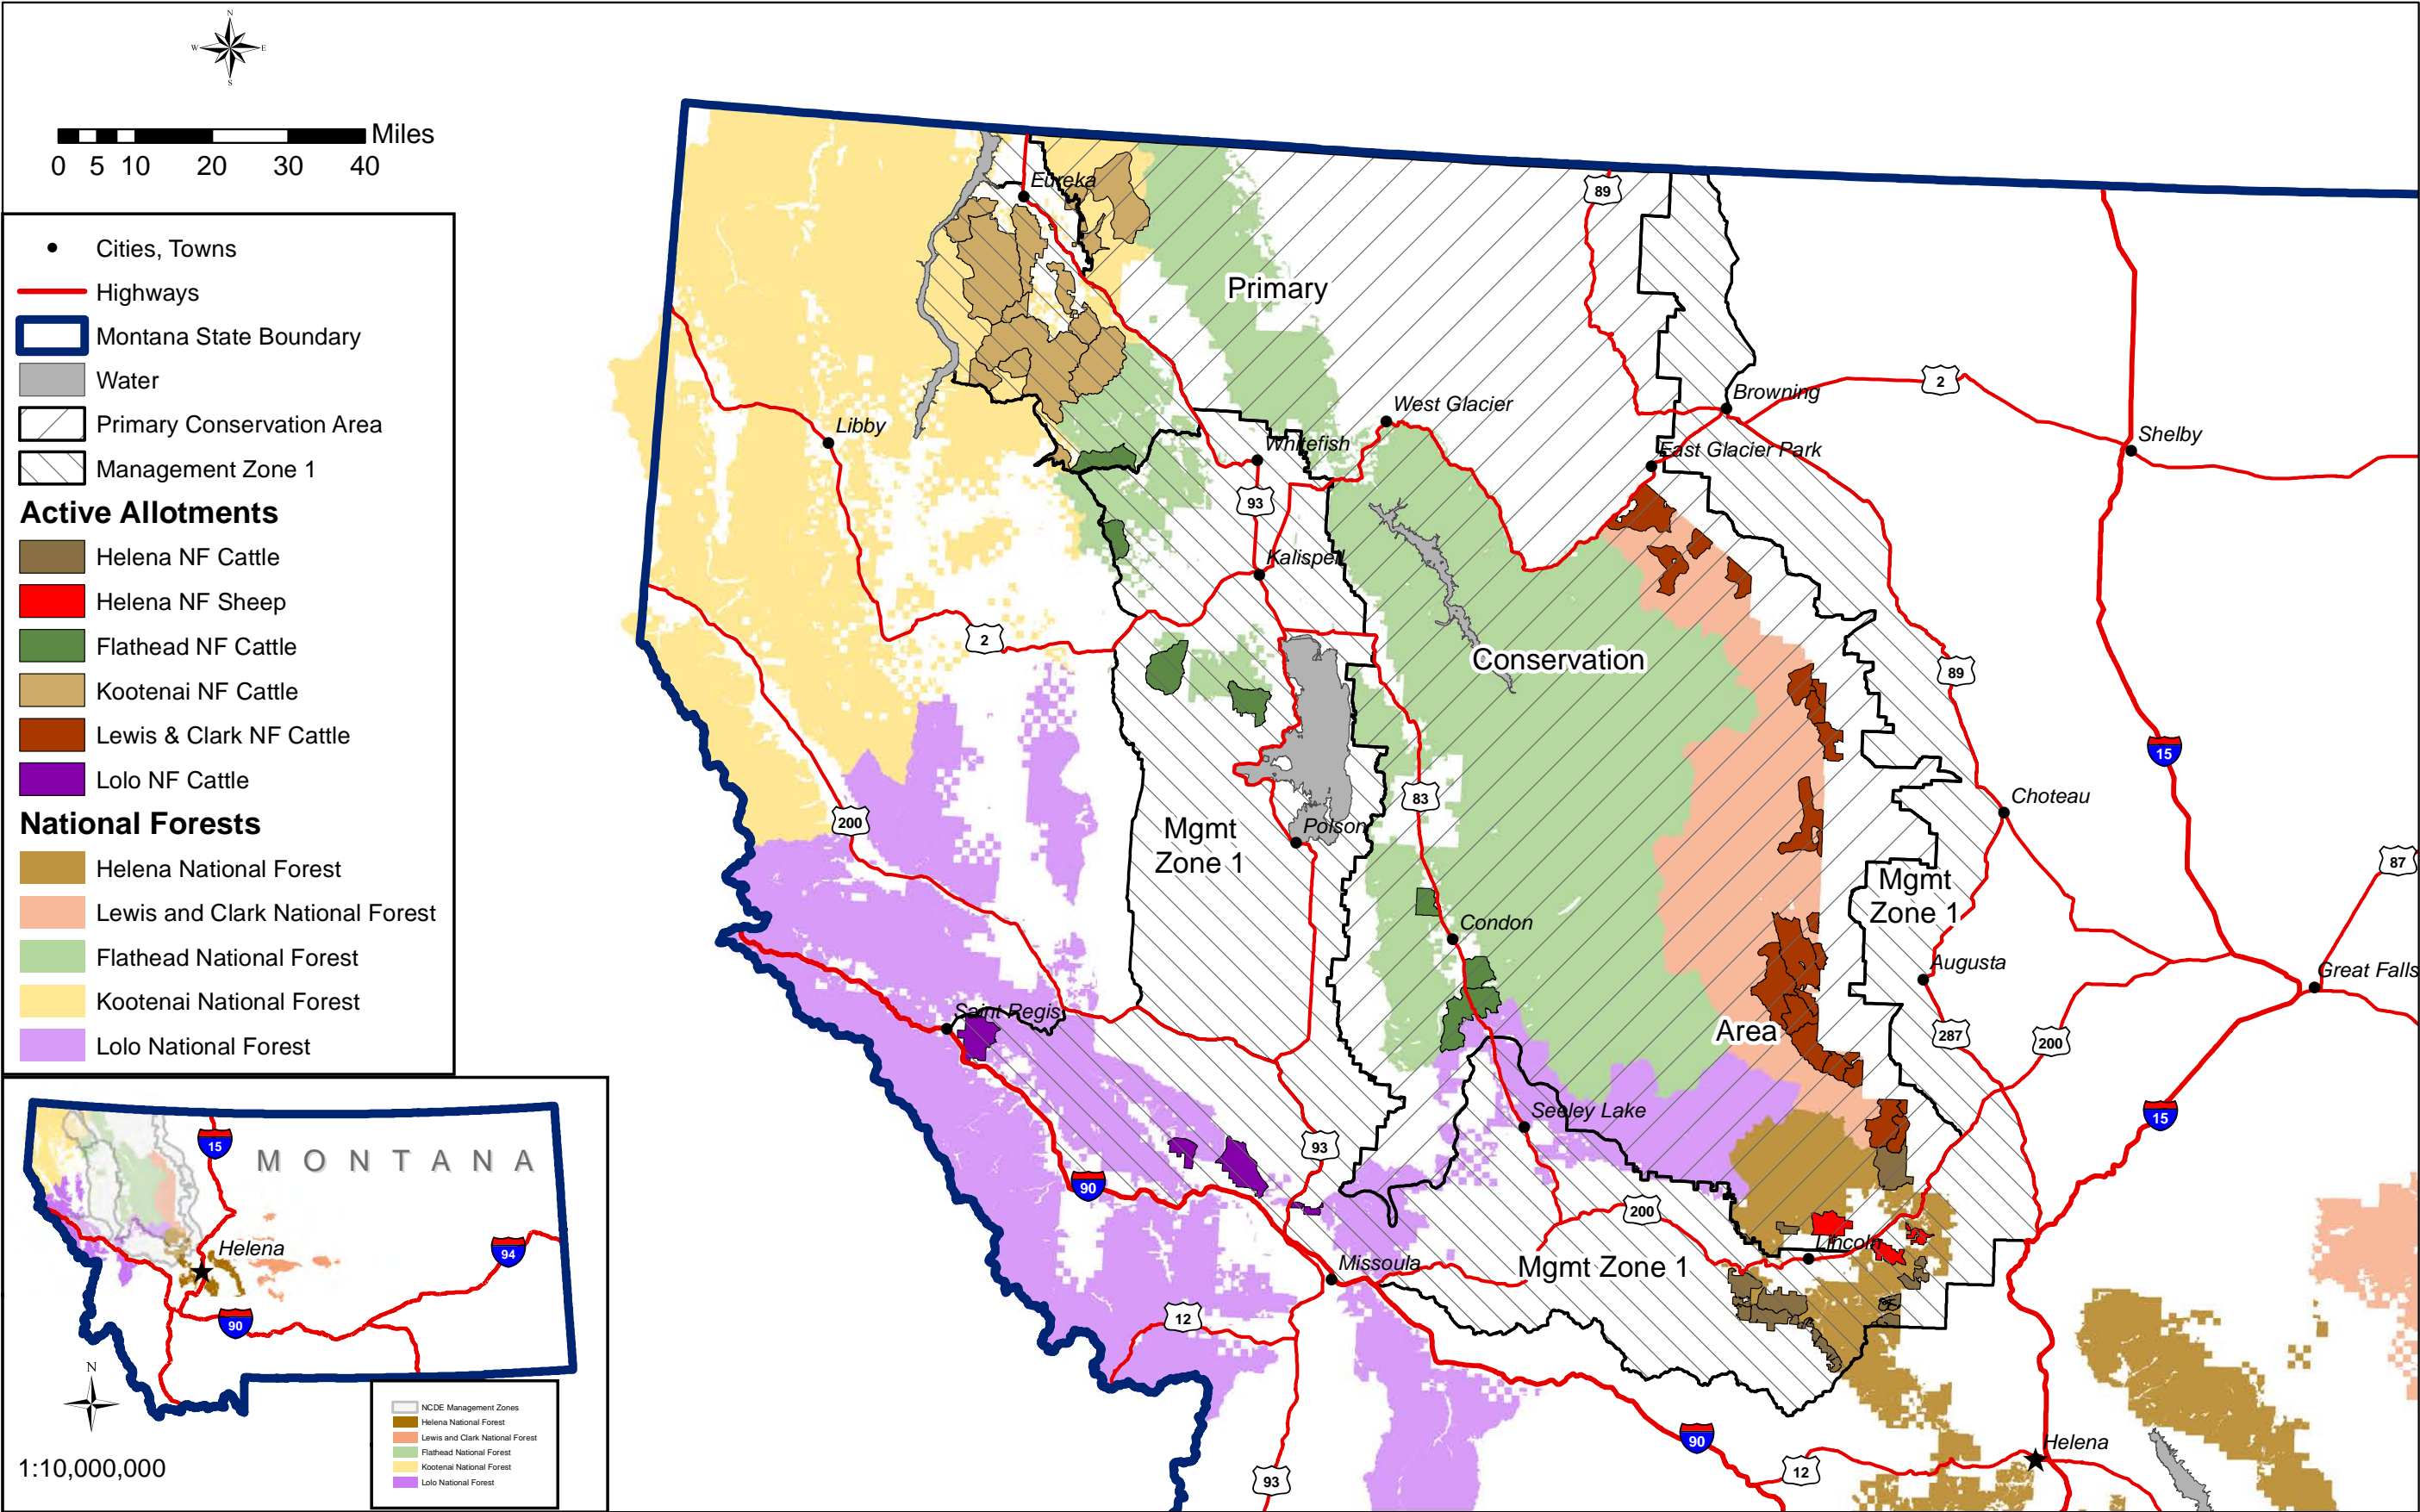 N
W
E
S
Miles
0 5 10 20 30 40
Cities, Towns
Highways
Montana State Boundary
Water
Primary Conservation Area
Management Zone 1
Active Allotments
Helena NF Cattle
Helena NF Sheep
Flathead NF Cattle
Kootenai NF Cattle
Lewis & Clark NF Cattle
Lolo NF Cattle
National Forests
Helena National Forest
Lewis and Clark National Forest
Flathead National Forest
Kootenai National Forest
Lolo National Forest
15
MONTANA
Helena
94
90
N
1:10,000,000
NCDE Management Zones
Helena National Forest
Lewis and Clark National Forest
Flathead National Forest
Kootenai National Forest
Lolo National Forest
Eureka
89
Primary
Browning
2
West Glacier
Libby
Whitefish
Shelby
East Glacier Park
93
Kalispell
2
Conservation
89
15
83
Choteau
200
Polson
Mgmt
Zone 1
87
Mgmt
Zone 1
Condon
Augusta
Great Falls
Saint Regis
Area
287
200
Seeley Lake
15
93
90
200
Lincoln
Missoula
Mgmt Zone 1
12
90
Helena
12
93